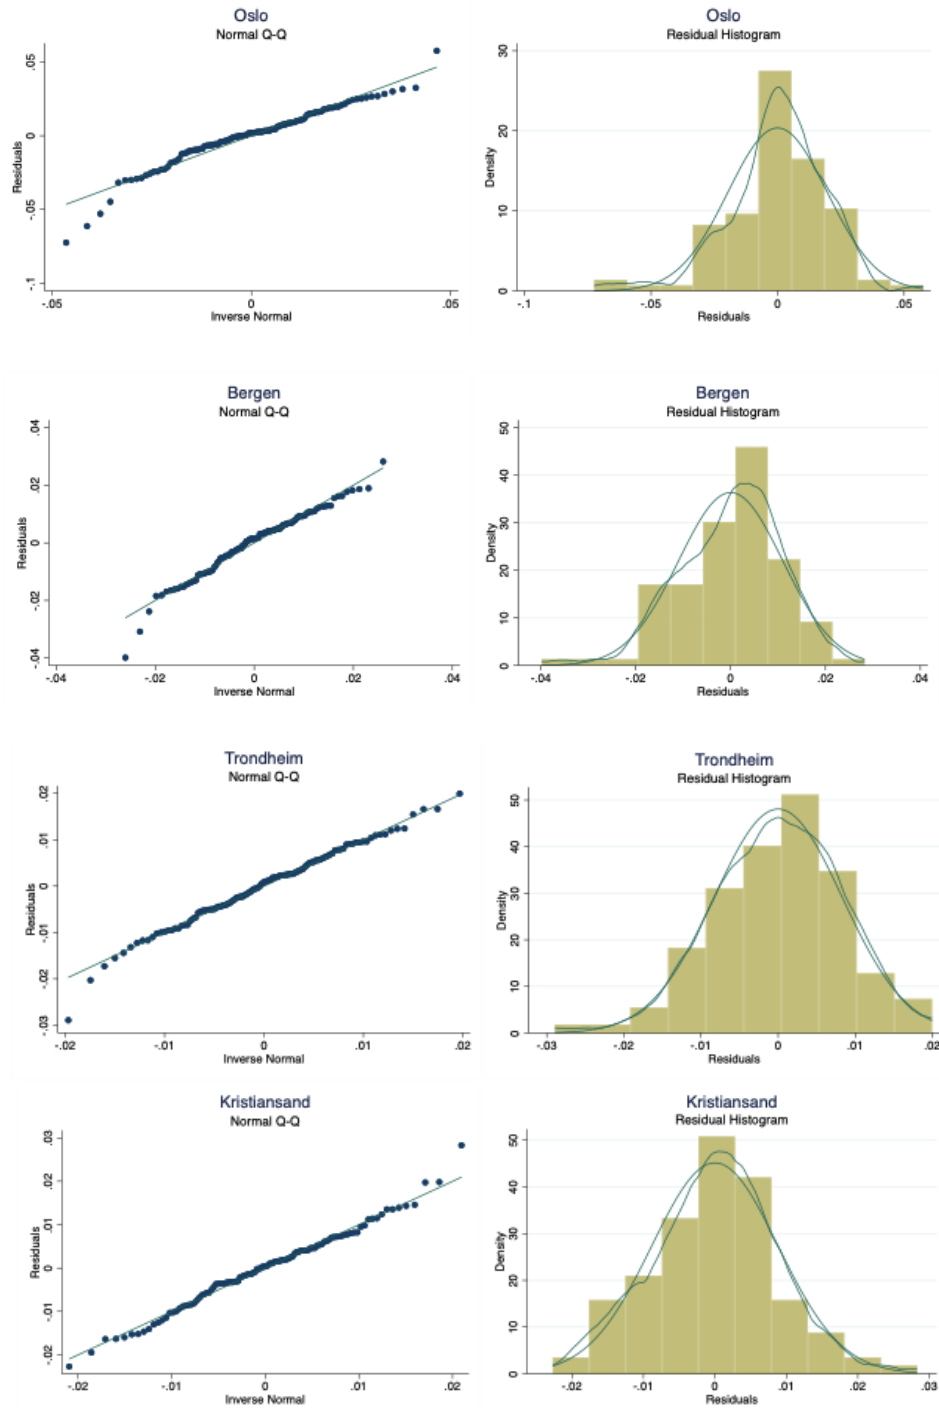 Oslo
Normal Q-Q
.05
0
-.05
-.1
Residuals
-.05 0 .05
Inverse Normal
Oslo
Residual Histogram
30
20
10
0
Density
-.1 -.05 0 .05
Residuals
Bergen
Normal Q-Q
.04
.02
0
-.02
-.04
Residuals
-.04 -.02 0 .02 .04
Inverse Normal
Bergen
Residual Histogram
50
40
30
20
10
0
Density
-.04 -.02 0 .02 .04
Residuals
Trondheim
Normal Q-Q
.02
.01
0
-.01
-.02
-.03
Residuals
-.02 -.01 0 .01 .02
Inverse Normal
Trondheim
Residual Histogram
50
40
30
20
10
0
Density
-.03 -.02 -.01 0 .01 .02
Residuals
Kristiansand
Normal Q-Q
.03
.02
.01
0
-.01
-.02
Residuals
-.02 -.01 0 .01 .02
Inverse Normal
Kristiansand
Residual Histogram
50
40
30
20
10
0
Density
-.02 -.01 0 .01 .02 .03
Residuals